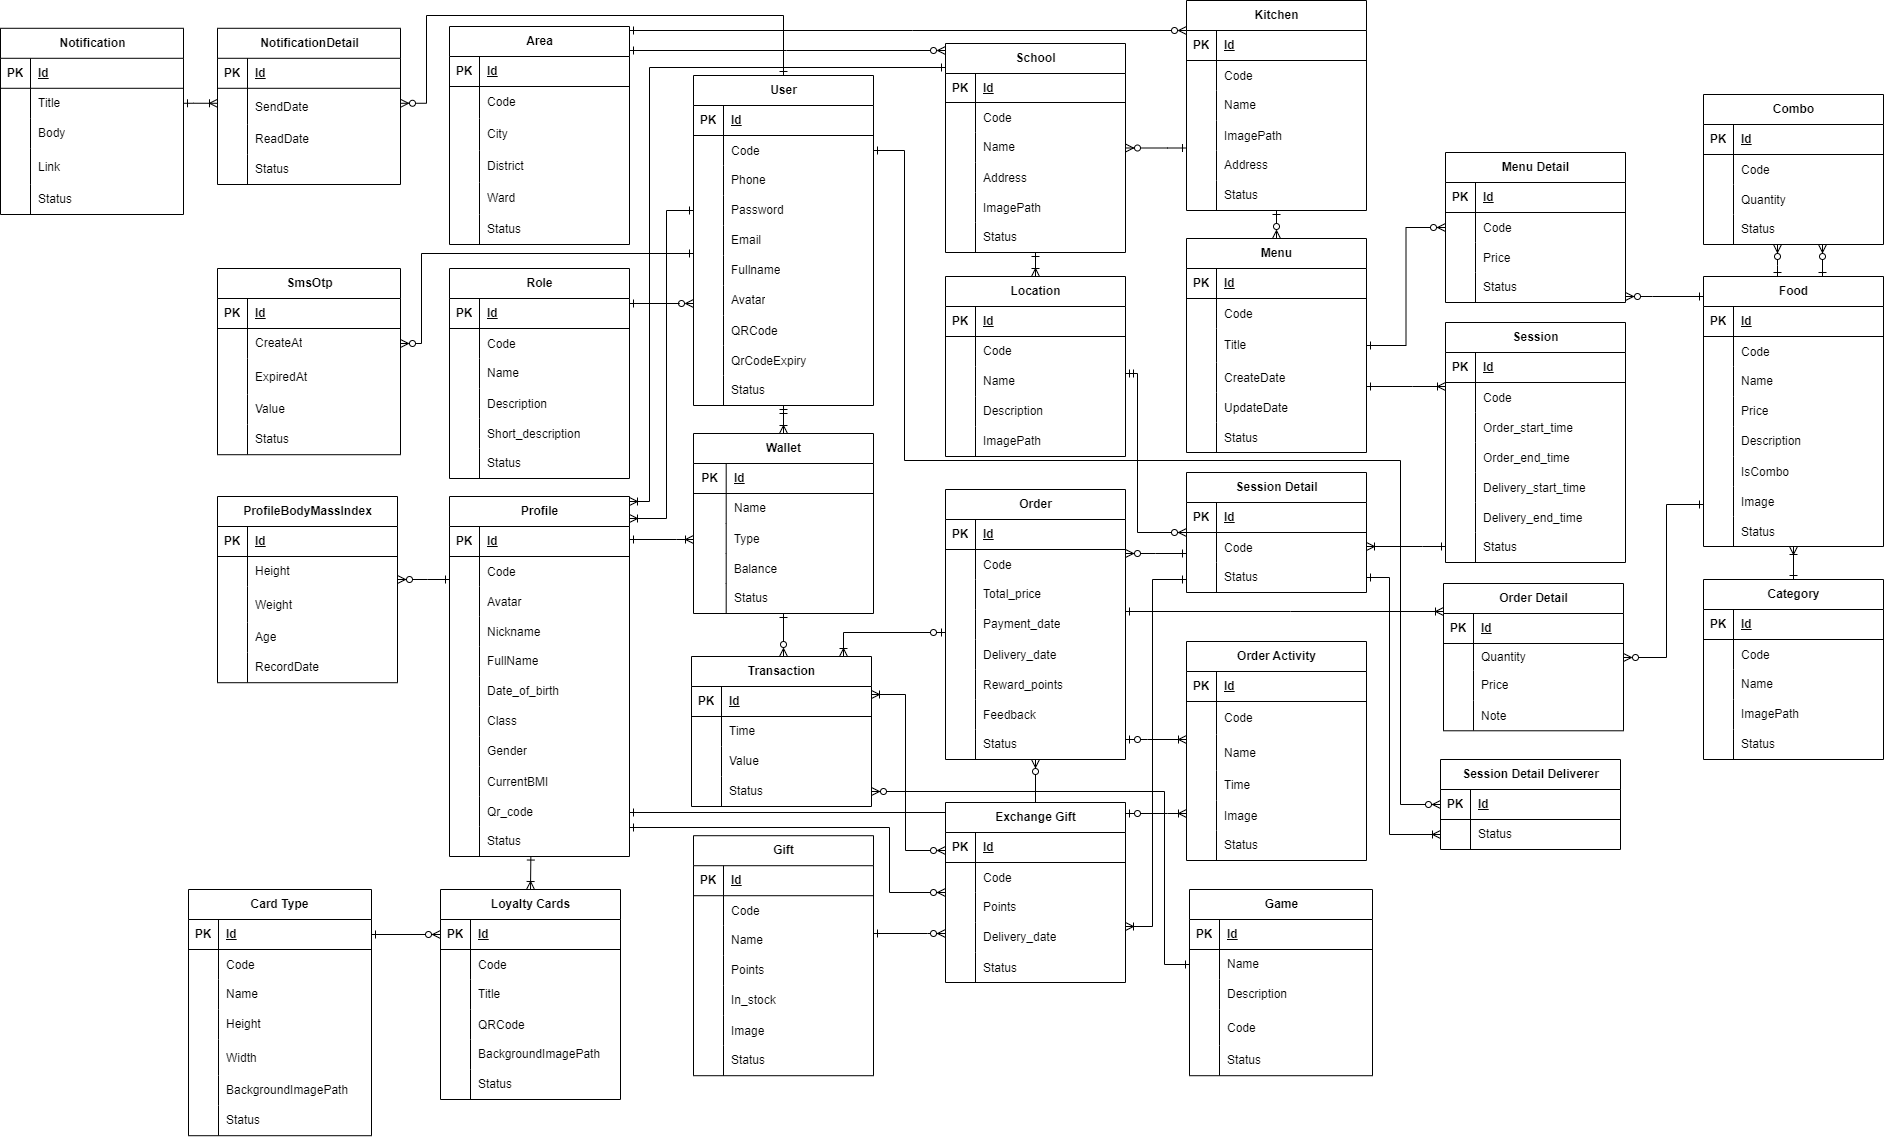 Notification
PK Id
Title
Body
Link
Status
NotificationDetail
PK Id
SendDate
ReadDate
Status
Area
PK Id
Code
City
District
Ward
Status
User
PK Id
Code
Phone
Password
Email
Fullname
Avatar
QRCode
QrCodeExpiry
Status
School
PK Id
Code
Name
Address
ImagePath
Status
Kitchen
PK Id
Code
Name
ImagePath
Address
Status
Menu Detail
PK Id
Code
Price
Status
Combo
PK Id
Code
Quantity
Status
SmsOtp
PK Id
CreateAt
ExpiredAt
Value
Status
Role
PK Id
Code
Name
Description
Short_description
Status
Location
PK Id
Code
Name
Description
ImagePath
Menu
PK Id
Code
Title
CreateDate
UpdateDate
Status
Session
PK Id
Code
Order_start_time
Order_end_time
Delivery_start_time
Delivery_end_time
Status
Food
PK Id
Code
Name
Price
Description
IsCombo
Image
Status
Wallet
PK Id
Name
Type
Balance
Status
ProfileBodyMassIndex
PK Id
Height
Weight
Age
RecordDate
Profile
PK Id
Code
Avatar
Nickname
FullName
Date_of_birth
Class
Gender
CurrentBMI
Qr_code
Status
Order
PK Id
Code
Total_price
Payment_date
Delivery_date
Reward_points
Feedback
Status
Session Detail
PK Id
Code
Status
Order Detail
PK Id
Quantity
Price
Note
Category
PK Id
Code
Name
ImagePath
Status
Transaction
PK Id
Time
Value
Status
Order Activity
PK Id
Code
Name
Time
Image
Status
Session Detail Deliverer
PK Id
Status
Exchange Gift
PK Id
Code
Points
Delivery_date
Status
Gift
PK Id
Code
Name
Points
In_stock
Image
Status
Card Type
PK Id
Code
Name
Height
Width
BackgroundImagePath
Status
Loyalty Cards
PK Id
Code
Title
QRCode
BackgroundImagePath
Status
Game
PK Id
Name
Description
Code
Status